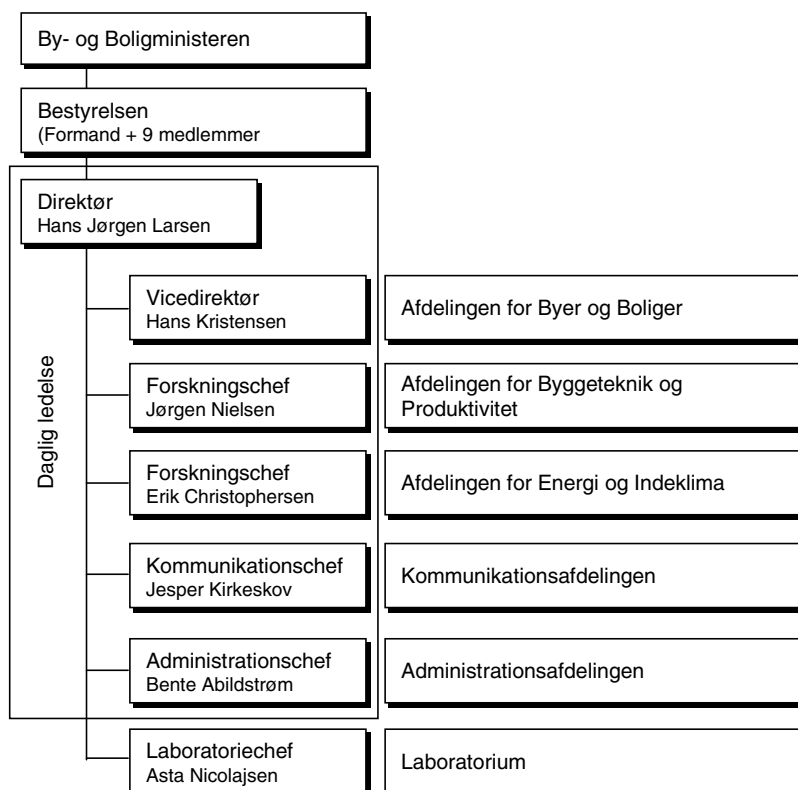 By- og Boligministeren
Bestyrelsen
(Formand + 9 medlemmer
Direktør
Hans Jørgen Larsen
Daglig ledelse
Vicedirektør
Hans Kristensen
Afdelingen for Byer og Boliger
Forskningschef
Jørgen Nielsen
Afdelingen for Byggeteknik og
Produktivitet
Forskningschef
Erik Christophersen
Afdelingen for Energi og Indeklima
Kommunikationschef
Jesper Kirkeskov
Kommunikationsafdelingen
Administrationschef
Bente Abildstrøm
Administrationsafdelingen
Laboratoriechef
Asta Nicolajsen
Laboratorium